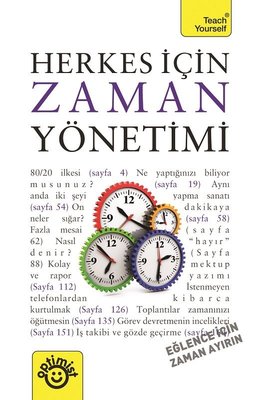 Teach
Yourself
HERKES İÇİN
ZAMAN
YÖNETİMİ
80/20 ilkesi (sayfa 4) Ne yaptığınızı biliyor
musunuz? (sayfa 19) Aynı
anda iki şeyi yapma sanatı
(sayfa 54) On dakikaya
neler sığar? (sayfa 58)
Fazla mesai (sayfa
62) Nasıl "hayır"
denir? (Sayfa
88) Kolay mektup
ve rapor yazımı
(Sayfa 112) İstenmeyen
telefonlardan kibarca
kurtulmak (Sayfa 126) Toplantılar zamanınızı
öğütmesin (Sayfa 135) Görev devretmenin incelikleri
(Sayfa 151) İş takibi ve gözde geçirme
EĞLENCE İÇİN
ZAMAN AYIRIN
optimist